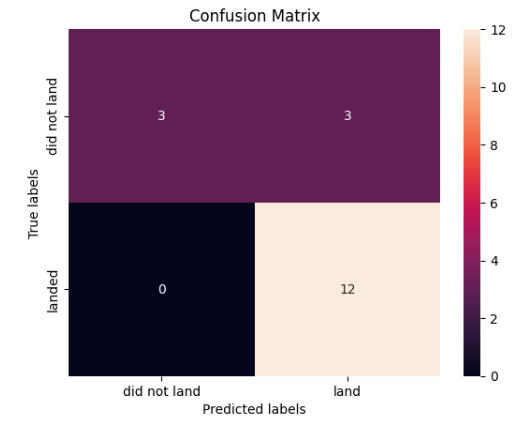 Confusion Matrix
True labels
did not land
landed
3
3
0
12
did not land
land
Predicted labels
12
10
8
6
4
2
0